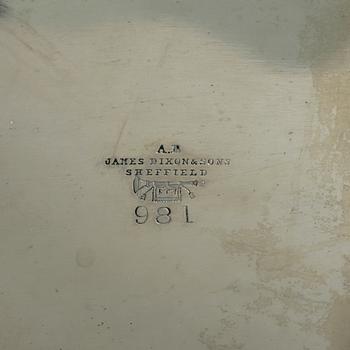 JAMES DIXON & SONS
SHEFFIELD
981